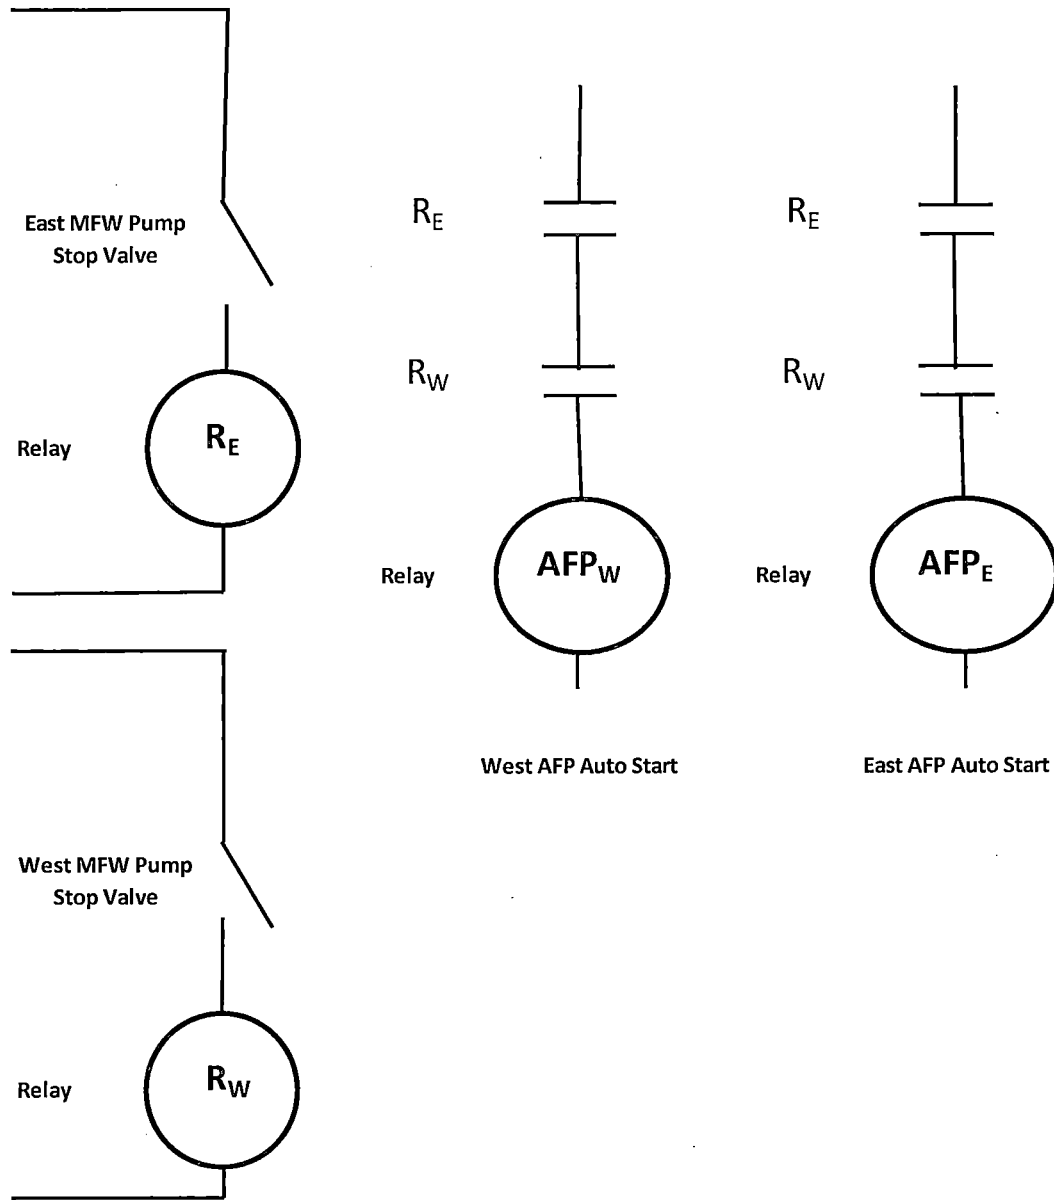 East MFW Pump
Stop Valve
Relay
R_E
R_E
R_W
Relay
AFP_W
West AFP Auto Start
R_E
R_W
Relay
AFP_E
East AFP Auto Start
West MFW Pump
Stop Valve
Relay
R_W